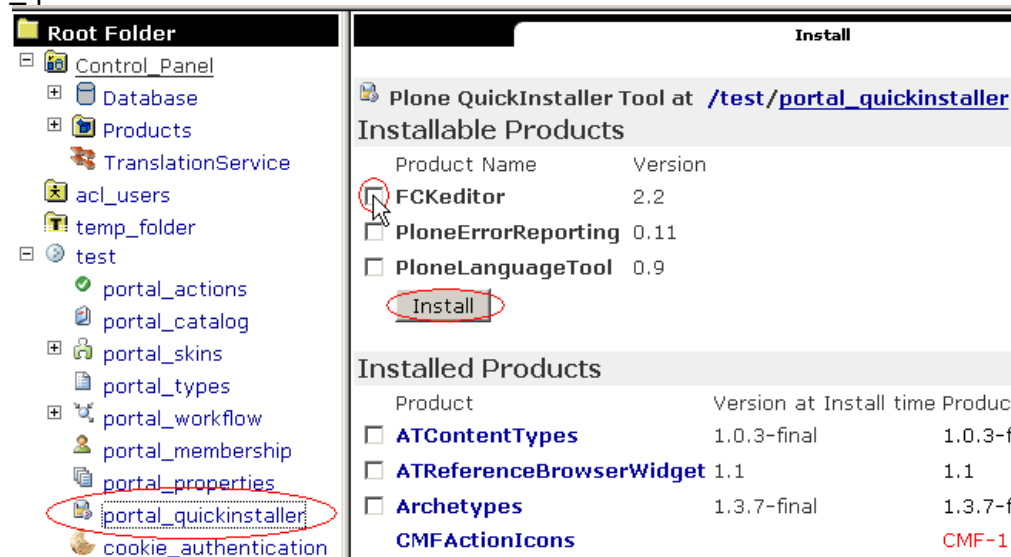 Root Folder
Control_Panel
Database
Products
TranslationService
acl_users
temp_folder
test
portal_actions
portal_catalog
portal_skins
portal_types
portal_workflow
portal_membership
portal_properties
portal_quickinstaller
cookie_authentication
Install
Plone QuickInstaller Tool at /test/portal_quickinstaller
Installable Products
Product Name Version
FCKeditor 2.2
PloneErrorReporting 0.11
PloneLanguageTool 0.9
Install
Installed Products
Product Version at Install time Produc
ATContentTypes 1.0.3-final 1.0.3-f
ATReferenceBrowserWidget 1.1 1.1
Archetypes 1.3.7-final 1.3.7-f
CMFActionIcons CMF-1